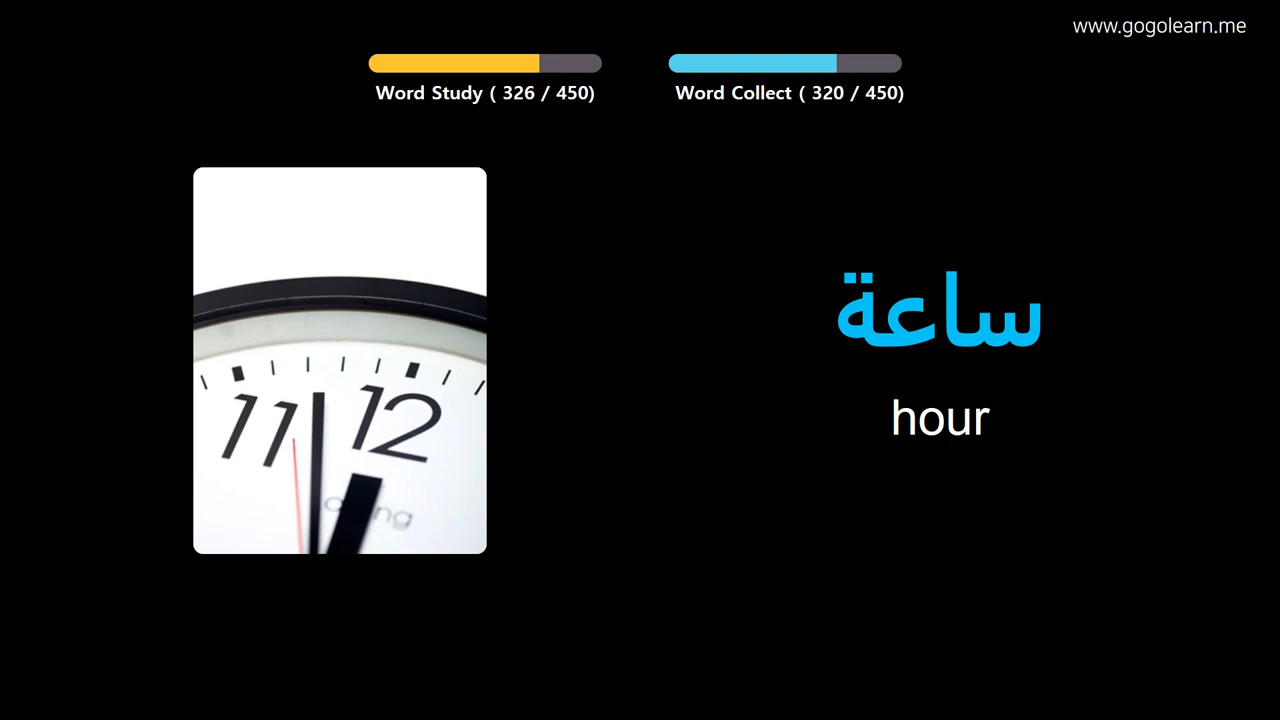 www.gogolearn.me
Word Study ( 326 / 450)
Word Collect ( 320 / 450)
11 12
ساعة
hour